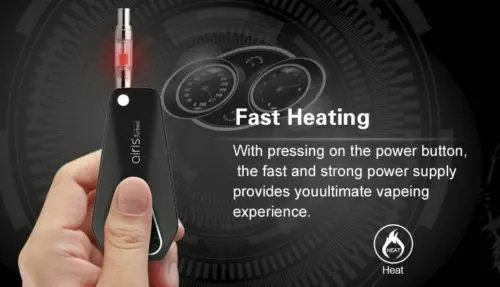 airis Turboo
Fast Heating
With pressing on the power button,
the fast and strong power supply
provides youultimate vapeing
experience.
HEAT
Heat